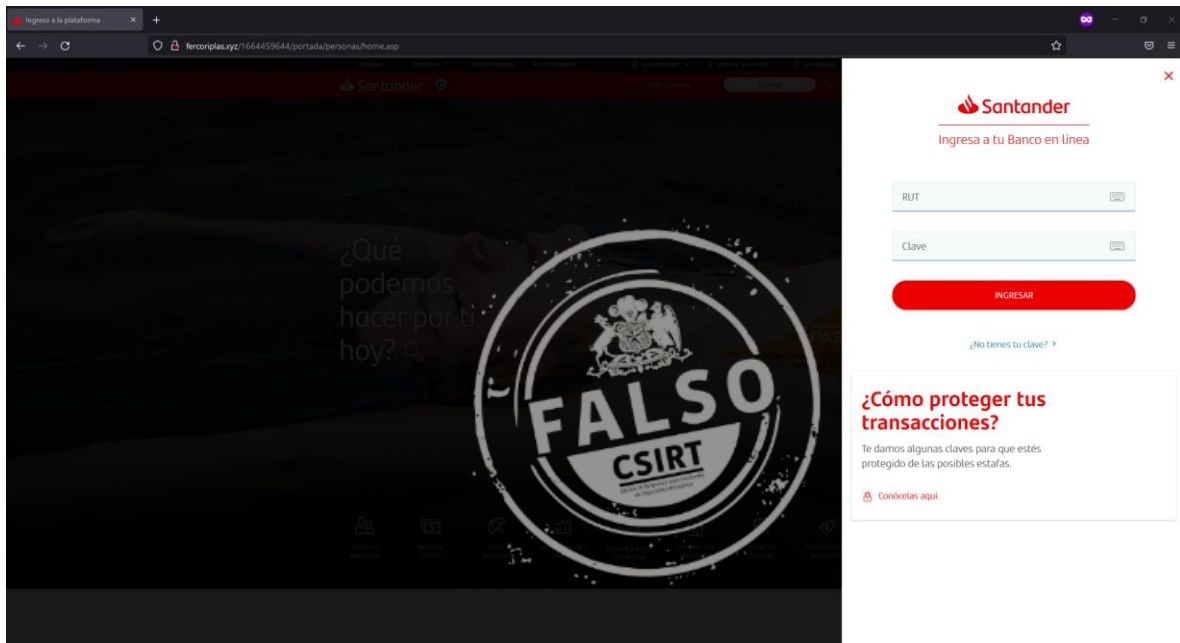 Ingreso a la plataforma
fercoriplas.xyz/1664459644/portada/personas/home.asp
Santander
Santander
Ingresa a tu Banco en linea
RUT
Clave
INGRESAR
¿No tienes tu clave? >
¿Cómo proteger tus
transacciones?
Te damos algunas claves para que estés
protegido de las posibles estafas.
Conócelas aquí
¿Qué
podemos
hacer por ti
hoy?
FALSO
CSIRT